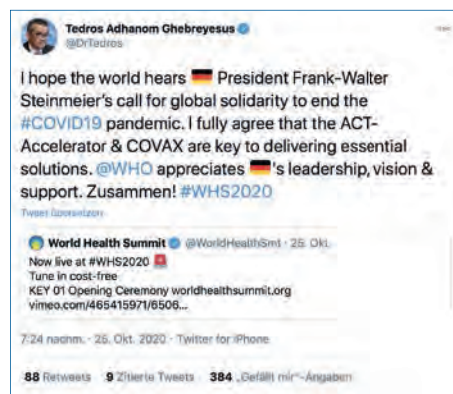 Tedros Adhanom Ghebreyesus
@DrTedros
I hope the world hears 🇩🇪 President Frank-Walter
Steinmeier's call for global solidarity to end the
#COVID19 pandemic. I fully agree that the ACT-
Accelerator & COVAX are key to delivering essential
solutions. @WHO appreciates 🇩🇪's leadership, vision &
support. Zusammen! #WHS2020
Tweet übersetzen
World Health Summit @WorldHealthSmt · 25. Okt.
Now live at #WHS2020 🚨
Tune in cost-free
KEY 01 Opening Ceremony worldhealthsummit.org
vimeo.com/465415971/6506...
7:24 nachm. · 25. Okt. 2020 · Twitter for iPhone
88 Retweets 9 Zitierte Tweets 384 „Gefällt mir“-Angaben